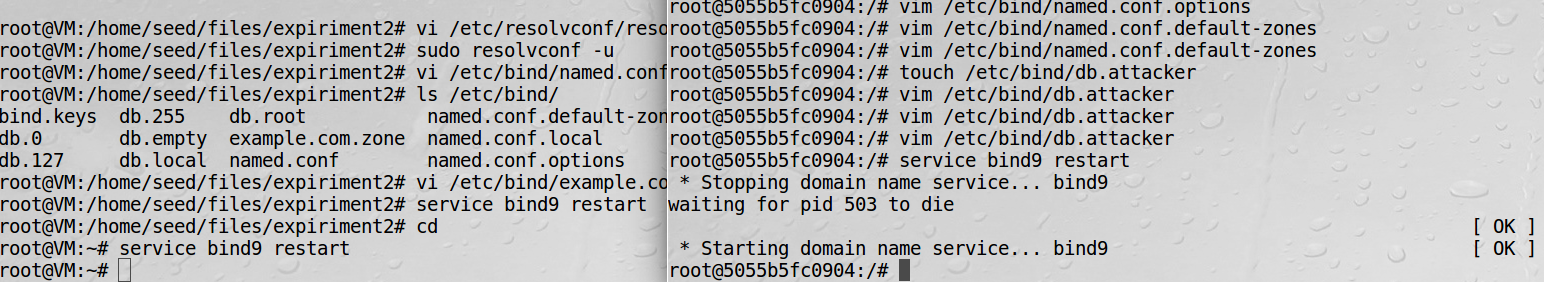 root@VM:/home/seed/files/expiriment2# vi /etc/resolvconf/reso
root@VM:/home/seed/files/expiriment2# sudo resolvconf -u
root@VM:/home/seed/files/expiriment2# vi /etc/bind/named.conf
root@VM:/home/seed/files/expiriment2# ls /etc/bind/
bind.keys db.255 db.root named.conf.default-zon
db.0 db.empty example.com.zone named.conf.local
db.127 db.local named.conf named.conf.options
root@VM:/home/seed/files/expiriment2# vi /etc/bind/example.co
root@VM:/home/seed/files/expiriment2# service bind9 restart
root@VM:/home/seed/files/expiriment2# cd
root@VM:~# service bind9 restart
root@VM:~#
root@5055b5fc0904:/# vim /etc/bind/named.conf.options
root@5055b5fc0904:/# vim /etc/bind/named.conf.default-zones
root@5055b5fc0904:/# vim /etc/bind/named.conf.default-zones
root@5055b5fc0904:/# touch /etc/bind/db.attacker
root@5055b5fc0904:/# vim /etc/bind/db.attacker
root@5055b5fc0904:/# vim /etc/bind/db.attacker
root@5055b5fc0904:/# vim /etc/bind/db.attacker
root@5055b5fc0904:/# service bind9 restart
* Stopping domain name service... bind9
waiting for pid 503 to die
[ OK ]
* Starting domain name service... bind9 [ OK ]
root@5055b5fc0904:/#